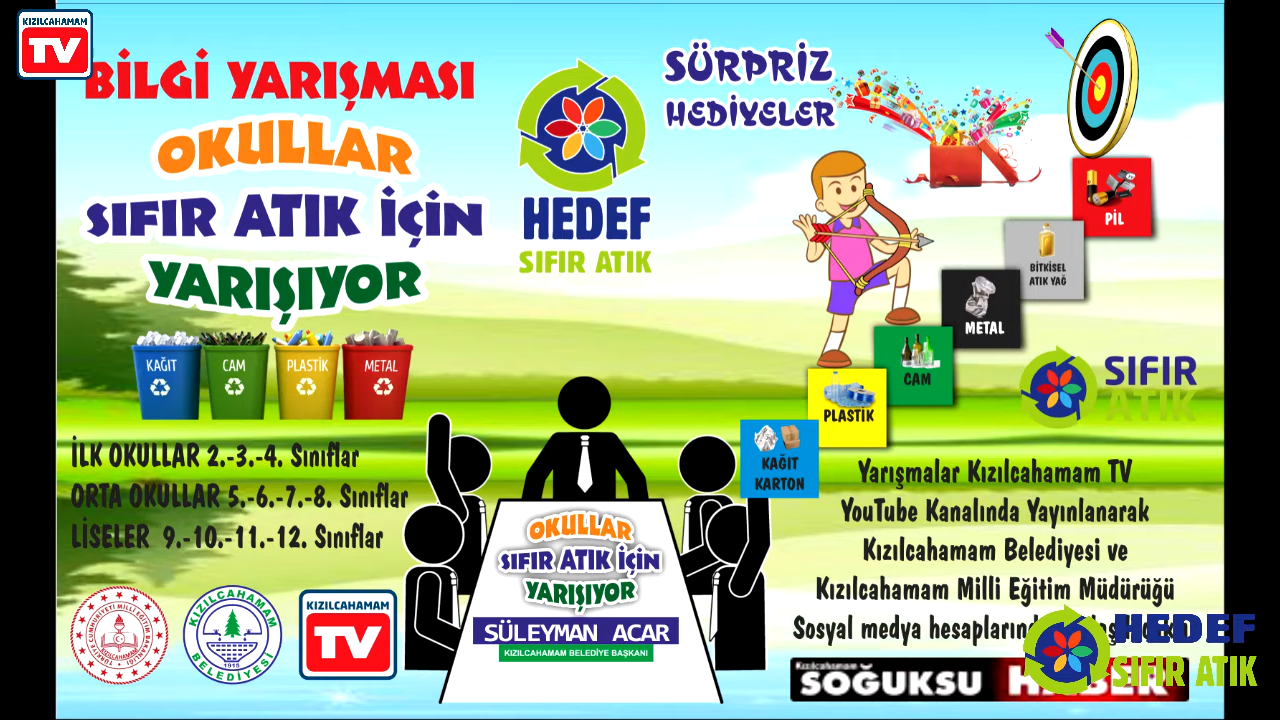 KIZILCAHAMAM
TV
BİLGİ YARIŞMASI
OKULLAR
SIFIR ATIK İÇİN
YARIŞIYOR
KAĞIT
CAM
PLASTİK
METAL
HEDEF
SIFIR ATIK
SÜRPRİZ
HEDİYELER
PİL
BİTKİSEL
ATIK YAĞ
METAL
CAM
PLASTİK
KAĞIT
KARTON
SIFIR
ATIK
İLK OKULLAR 2.-3.-4. Sınıflar
ORTA OKULLAR 5.-6.-7.-8. Sınıflar
LİSELER 9.-10.-11.-12. Sınıflar
KIZILCAHAMAM
BELEDİYESİ
1915
KIZILCAHAMAM
TV
OKULLAR
SIFIR ATIK İÇİN
YARIŞIYOR
SÜLEYMAN ACAR
KIZILCAHAMAM BELEDİYE BAŞKANI
Yarışmalar Kızılcahamam TV
YouTube Kanalında Yayınlanarak
Kızılcahamam Belediyesi ve
Kızılcahamam Milli Eğitim Müdürüğü
Sosyal medya
Kızılcahamam
SOĞUKSU HABER
HEDEF
SIFIR ATIK